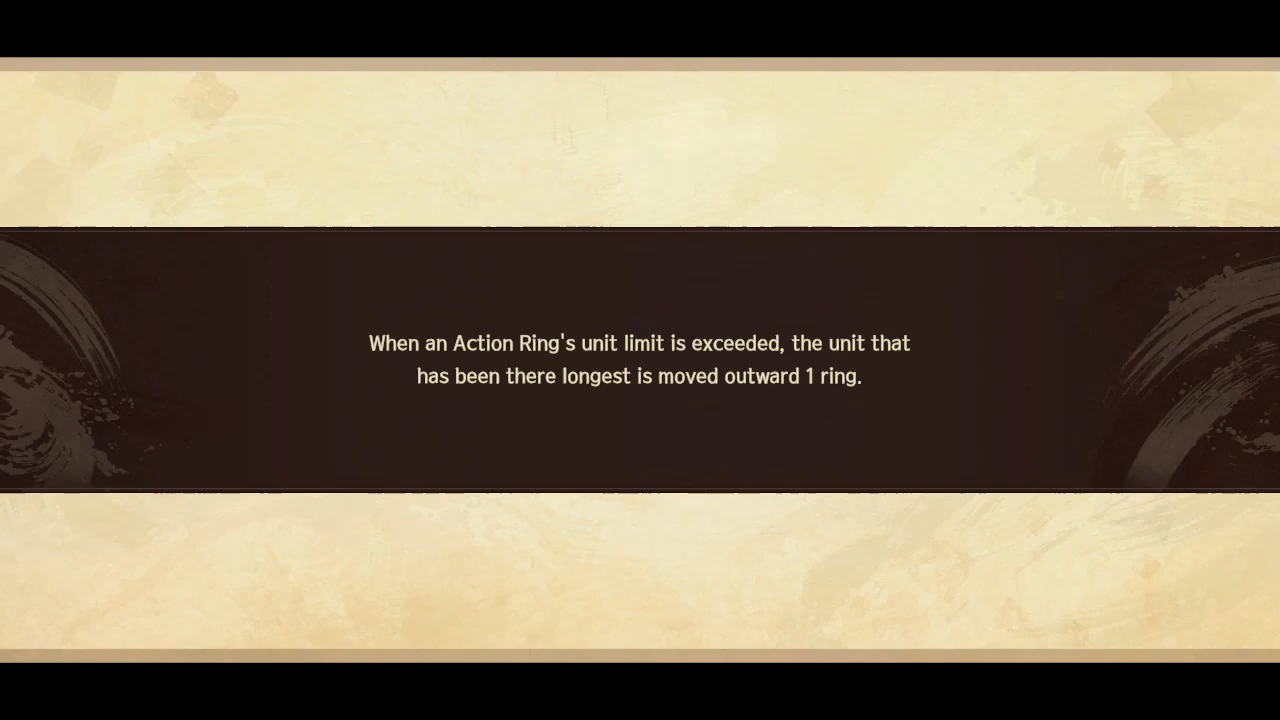 When an Action Ring's unit limit is exceeded, the unit that
has been there longest is moved outward 1 ring.